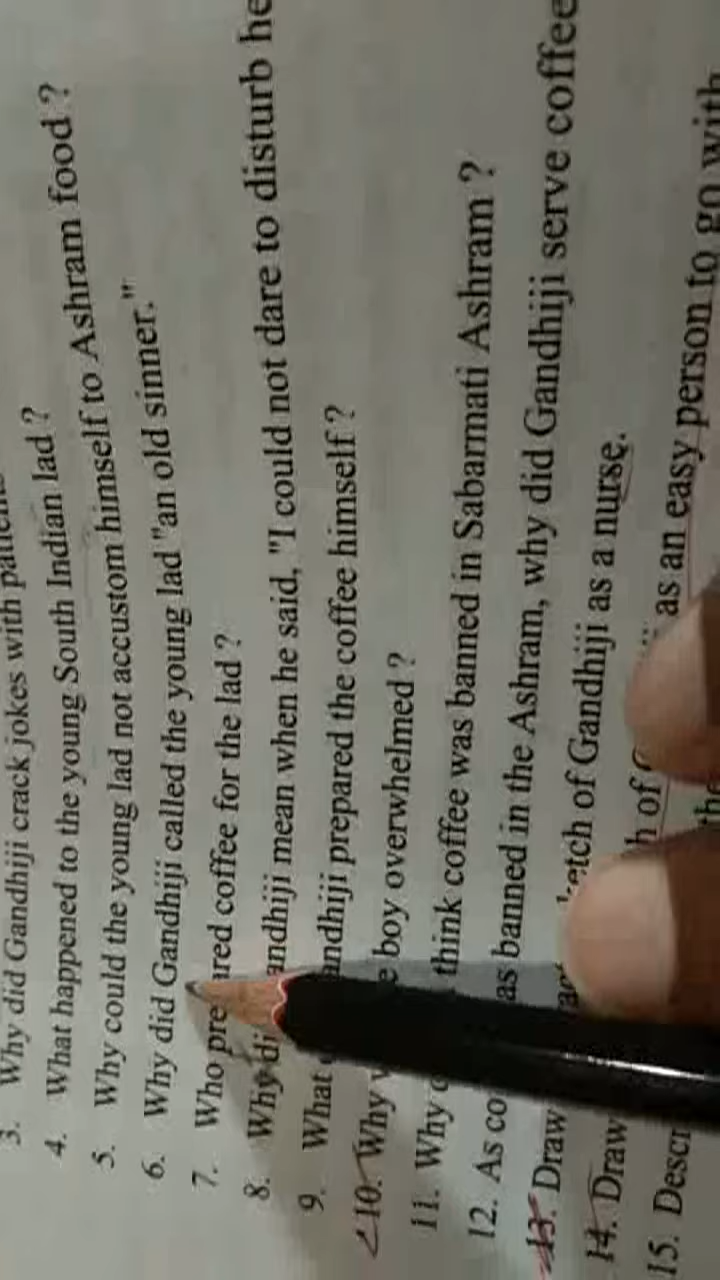 3. Why did Gandhiji crack jokes with
4. What happened to the young South Indian lad ?
5. Why could the young lad not accustom himself to Ashram food ?
6. Why did Gandhiji called the young lad "an old sinner."
7. Who pre ared coffee for the lad ?
8. Why di andhiji mean when he said, "I could not dare to disturb he
9. What andhiji prepared the coffee himself ?
10. Why e boy overwhelmed ?
11. Why think coffee was banned in Sabarmati Ashram ?
12. As co as banned in the Ashram, why did Gandhiji serve coffee
13. Draw ketch of Gandhiji as a nurse.
14. Draw h of as an easy person to go with
15. Descr the